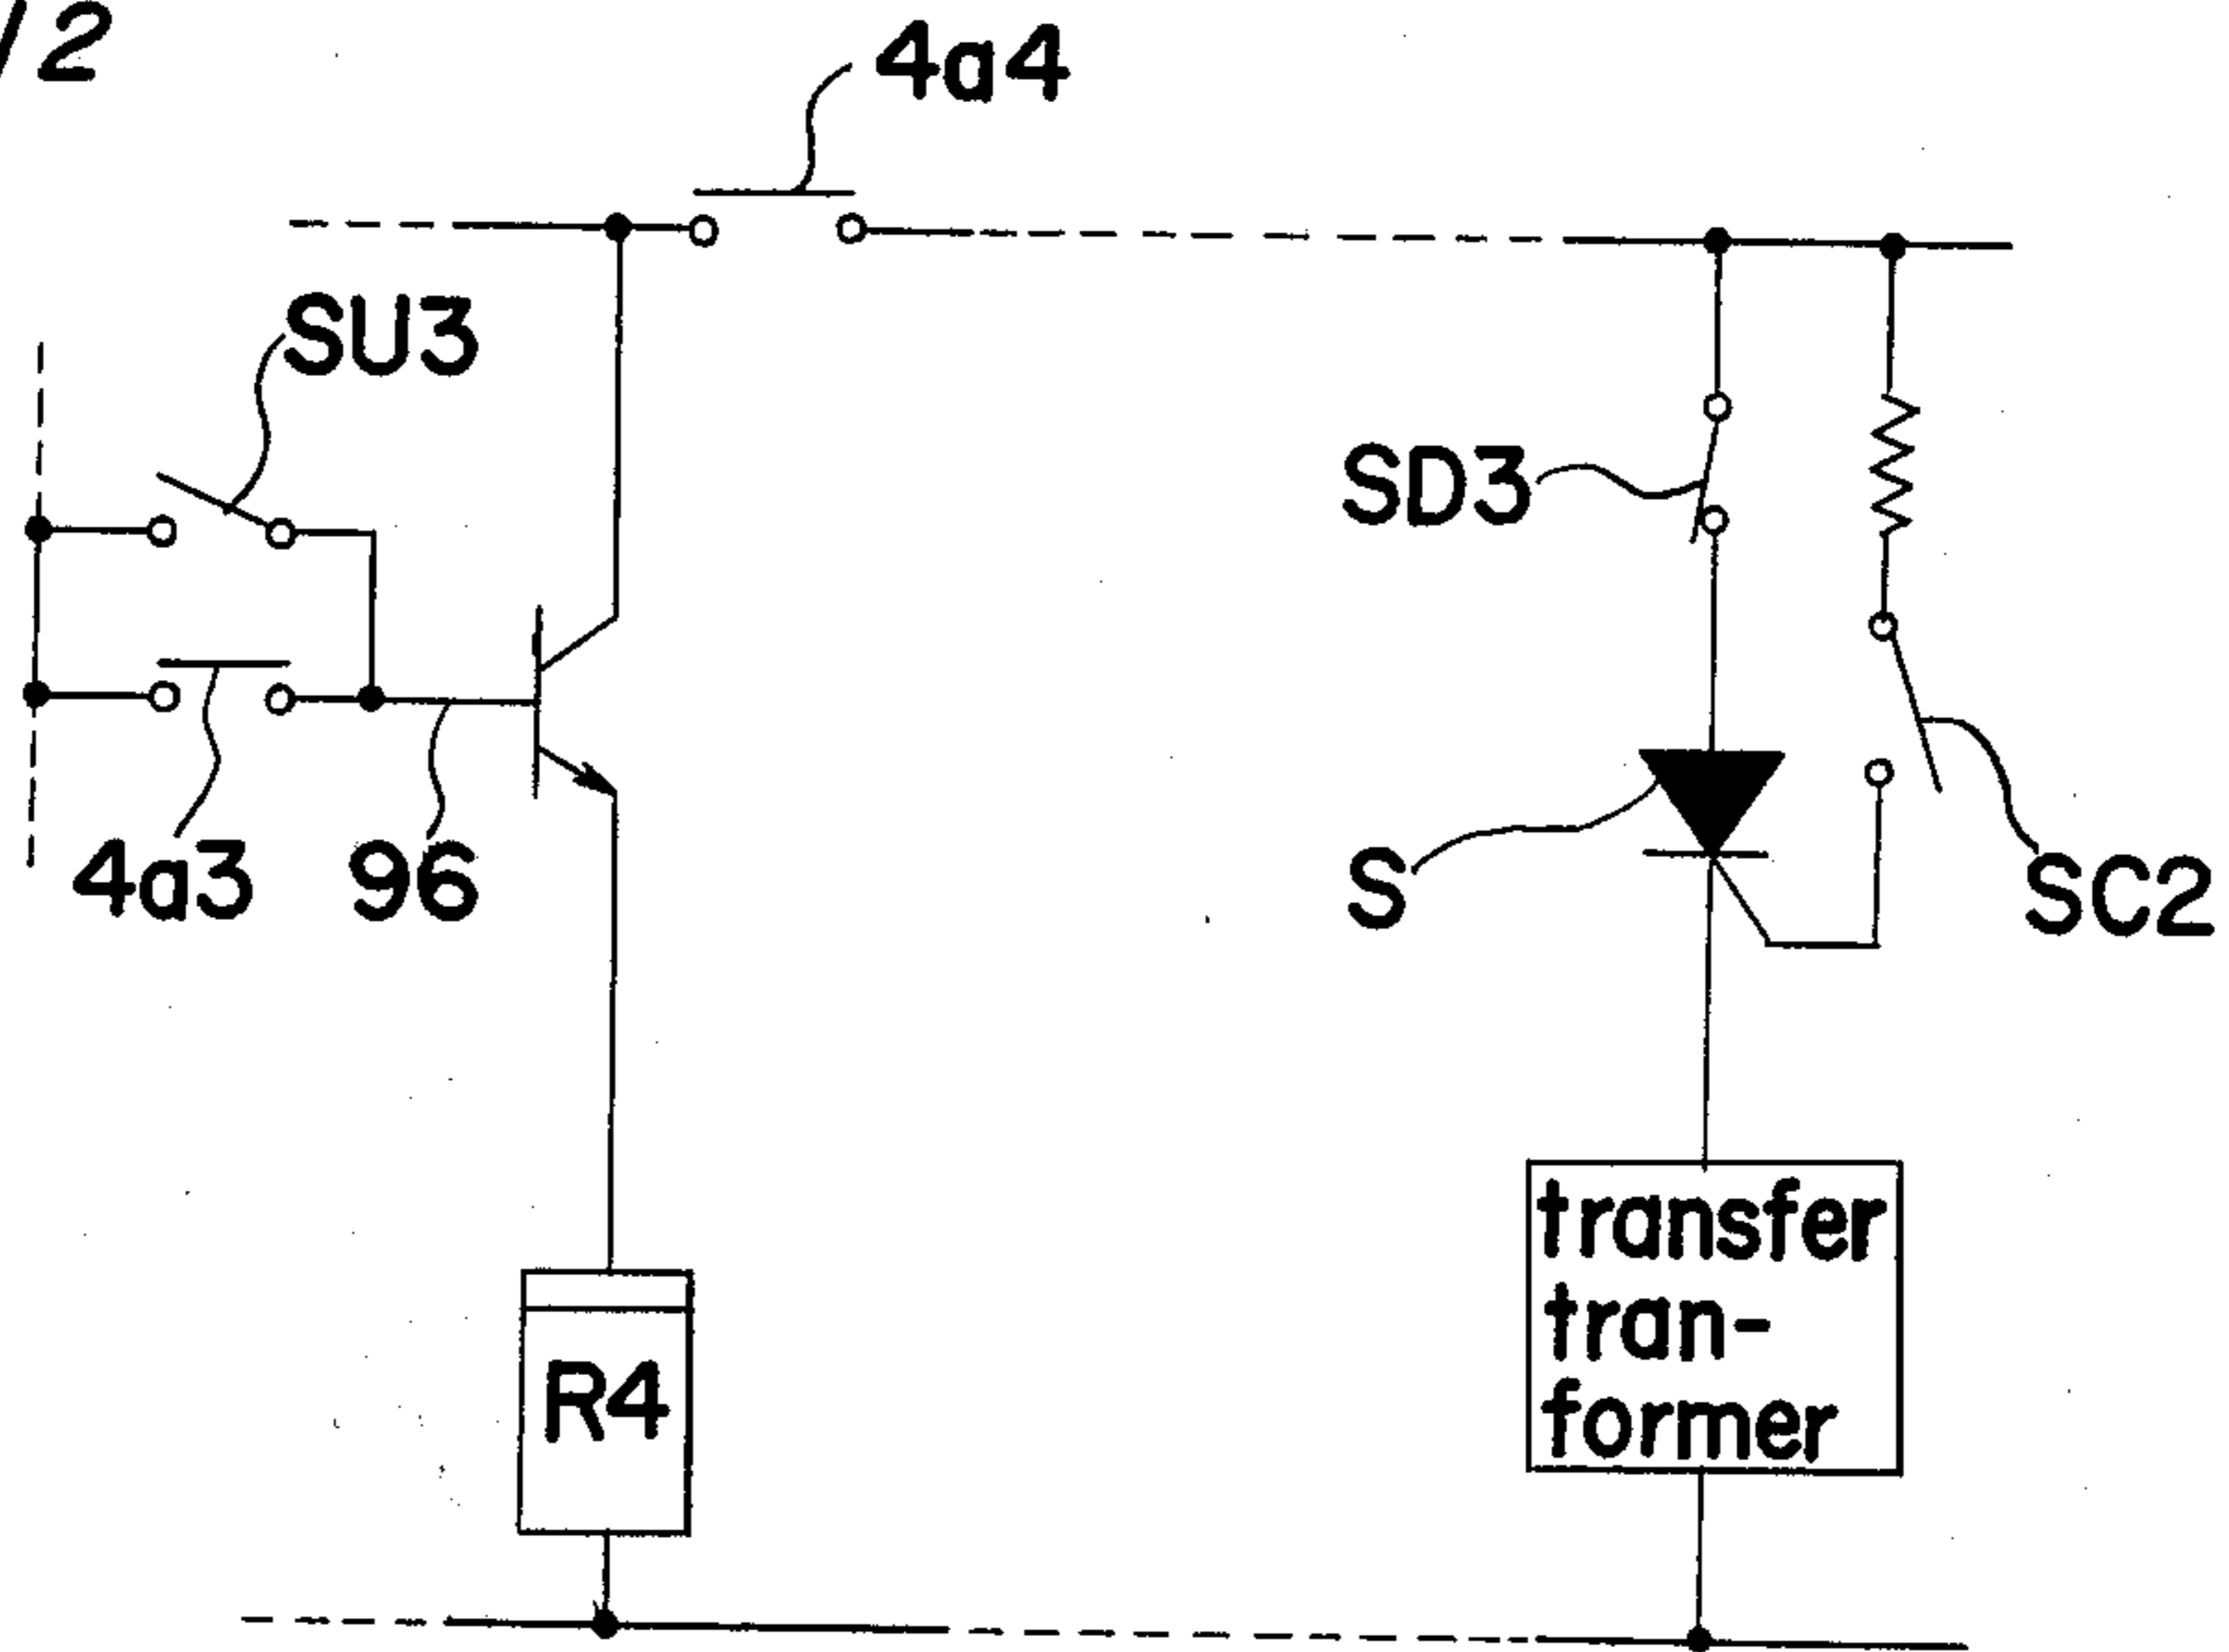 /2
4a4
SU3
SD3
4a3
96
S
SC2
transfer
tran-
former
R4